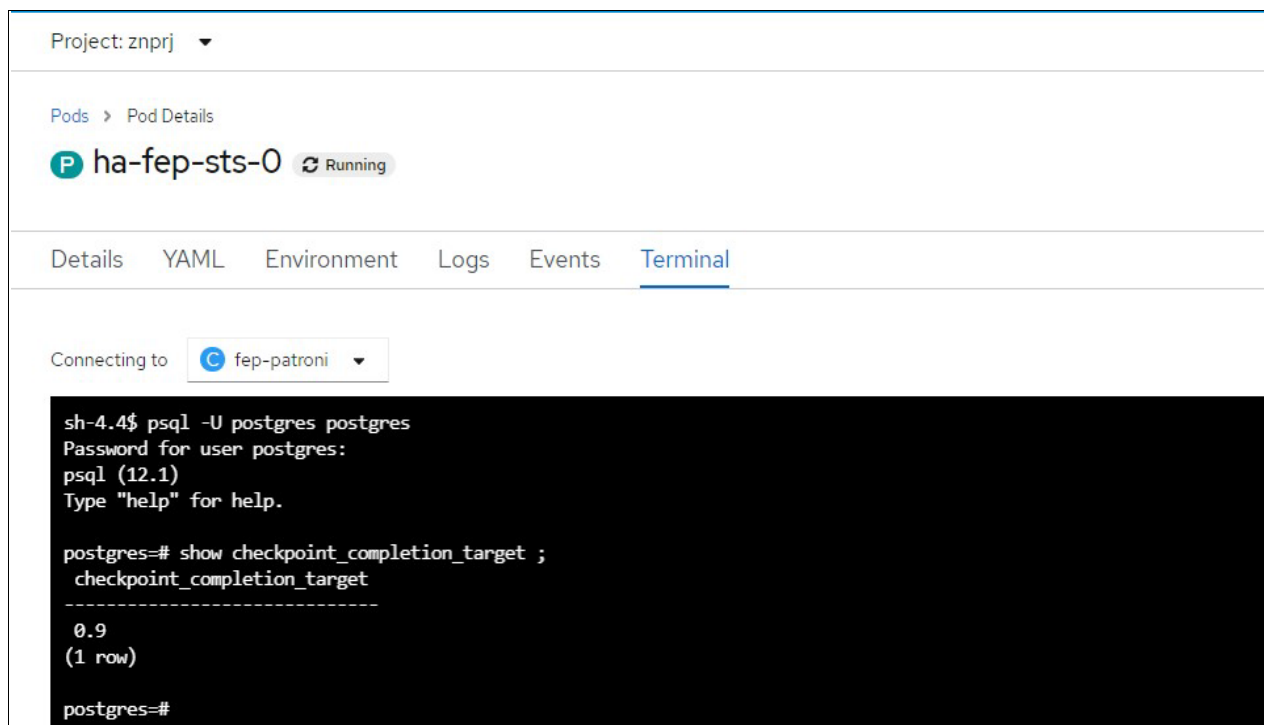 Project: znprj
Pods > Pod Details
P ha-fep-sts-0 Running
Details YAML Environment Logs Events Terminal
Connecting to C fep-patroni
sh-4.4$ psql -U postgres postgres
Password for user postgres:
psql (12.1)
Type "help" for help.
postgres=# show checkpoint_completion_target ;
checkpoint_completion_target
------------------------------
0.9
(1 row)
postgres=#